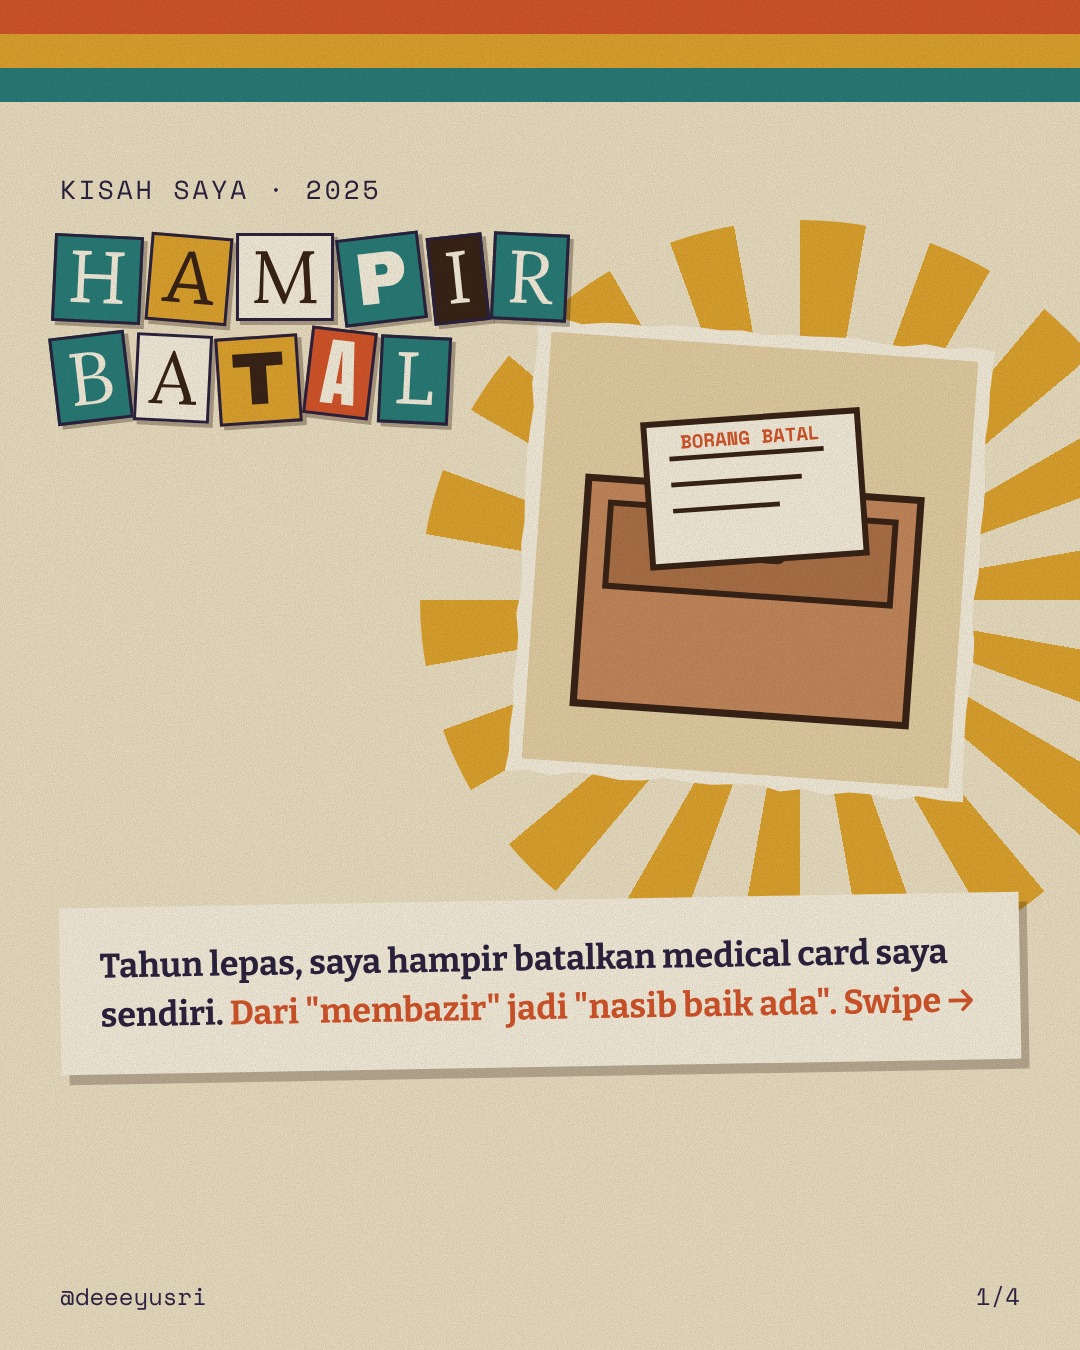 KISAH SAYA · 2025
HAMPIR
BATAL
BORANG BATAL
Tahun lepas, saya hampir batalkan medical card saya
sendiri. Dari "membazir" jadi "nasib baik ada". Swipe →
@deeeyusri
1/4